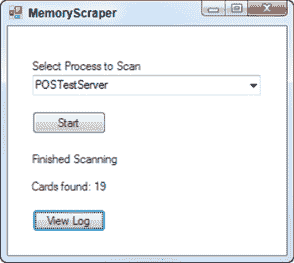 MemoryScraper
Select Process to Scan
POSTestServer
Start
Finished Scanning
Cards found: 19
View Log